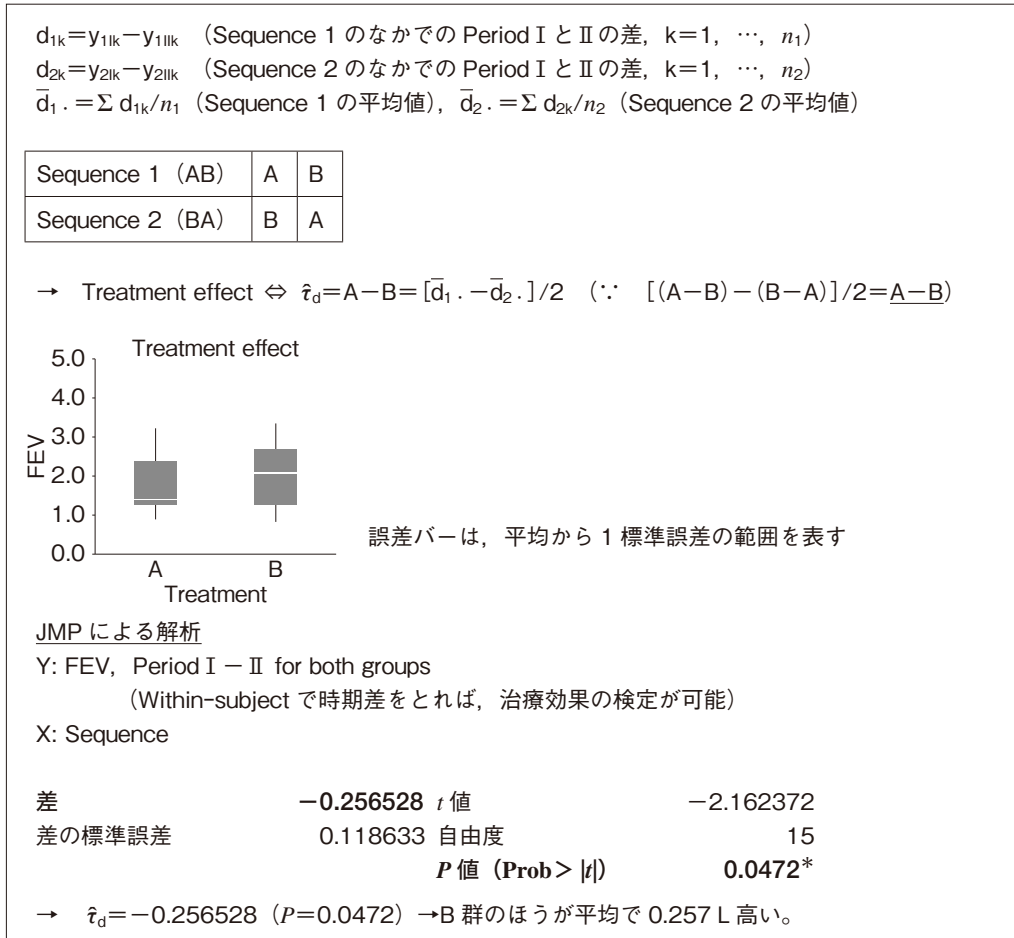 d1k=y1Ik−y1IIk （Sequence 1 のなかでの Period Ⅰ と Ⅱ の差，k=1，…，n1）
d2k=y2Ik−y2IIk （Sequence 2 のなかでの Period Ⅰ と Ⅱ の差，k=1，…，n2）
d̅1．=Σ d1k/n1（Sequence 1 の平均値），d̅2．=Σ d2k/n2（Sequence 2 の平均値）
Sequence 1（AB） A B
Sequence 2（BA） B A
→ Treatment effect ⇔ τ̂d=A−B=[d̅1．−d̅2．]/2 （∵ [(A−B)−(B−A)]/2=A−B）
Treatment effect
5.0
4.0
3.0
2.0
1.0
0.0
FEV
A B
Treatment
誤差バーは，平均から 1 標準誤差の範囲を表す
JMP による解析
Y: FEV，Period Ⅰ − Ⅱ for both groups
（Within-subject で時期差をとれば，治療効果の検定が可能）
X: Sequence
差 −0.256528 t 値 −2.162372
差の標準誤差 0.118633 自由度 15
P 値（Prob＞|t|） 0.0472*
→ τ̂d=−0.256528（P=0.0472）→B 群のほうが平均で 0.257 L 高い。